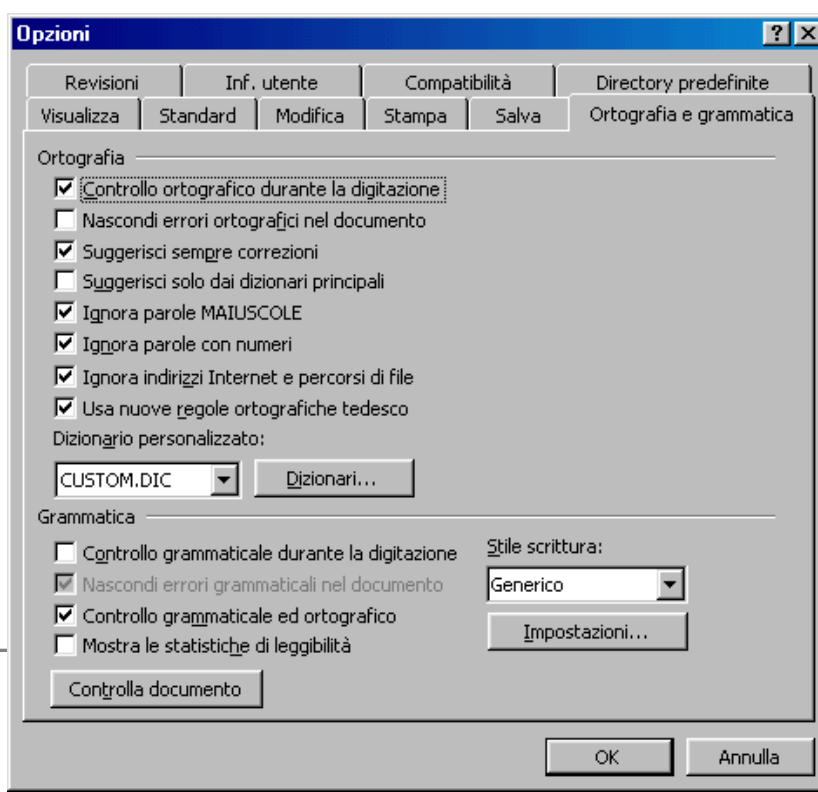 Opzioni
Revisioni Inf. utente Compatibilità Directory predefinite
Visualizza Standard Modifica Stampa Salva Ortografia e grammatica
Ortografia
Controllo ortografico durante la digitazione
Nascondi errori ortografici nel documento
Suggerisci sempre correzioni
Suggerisci solo dai dizionari principali
Ignora parole MAIUSCOLE
Ignora parole con numeri
Ignora indirizzi Internet e percorsi di file
Usa nuove regole ortografiche tedesco
Dizionario personalizzato:
CUSTOM.DIC Dizionari...
Grammatica
Controllo grammaticale durante la digitazione Stile scrittura:
Nascondi errori grammaticali nel documento Generico
Controllo grammaticale ed ortografico Impostazioni...
Mostra le statistiche di leggibilità
Controlla documento
OK Annulla